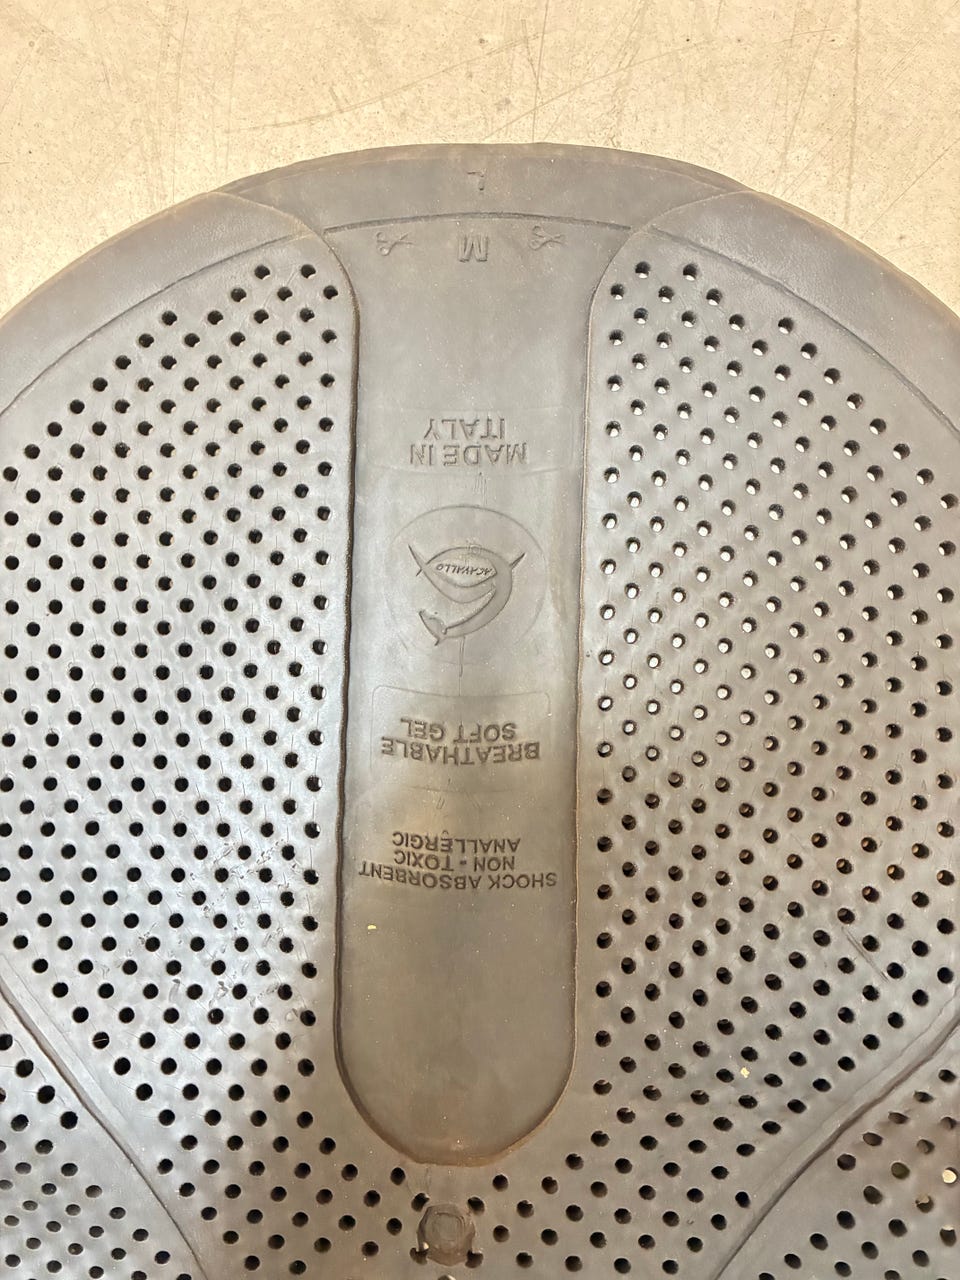 SHOCK ABSORBENT
NON - TOXIC
ANALLERGIC
BREATHABLE
SOFT GEL
ACAVALLO
MADE IN
ITALY
M
L